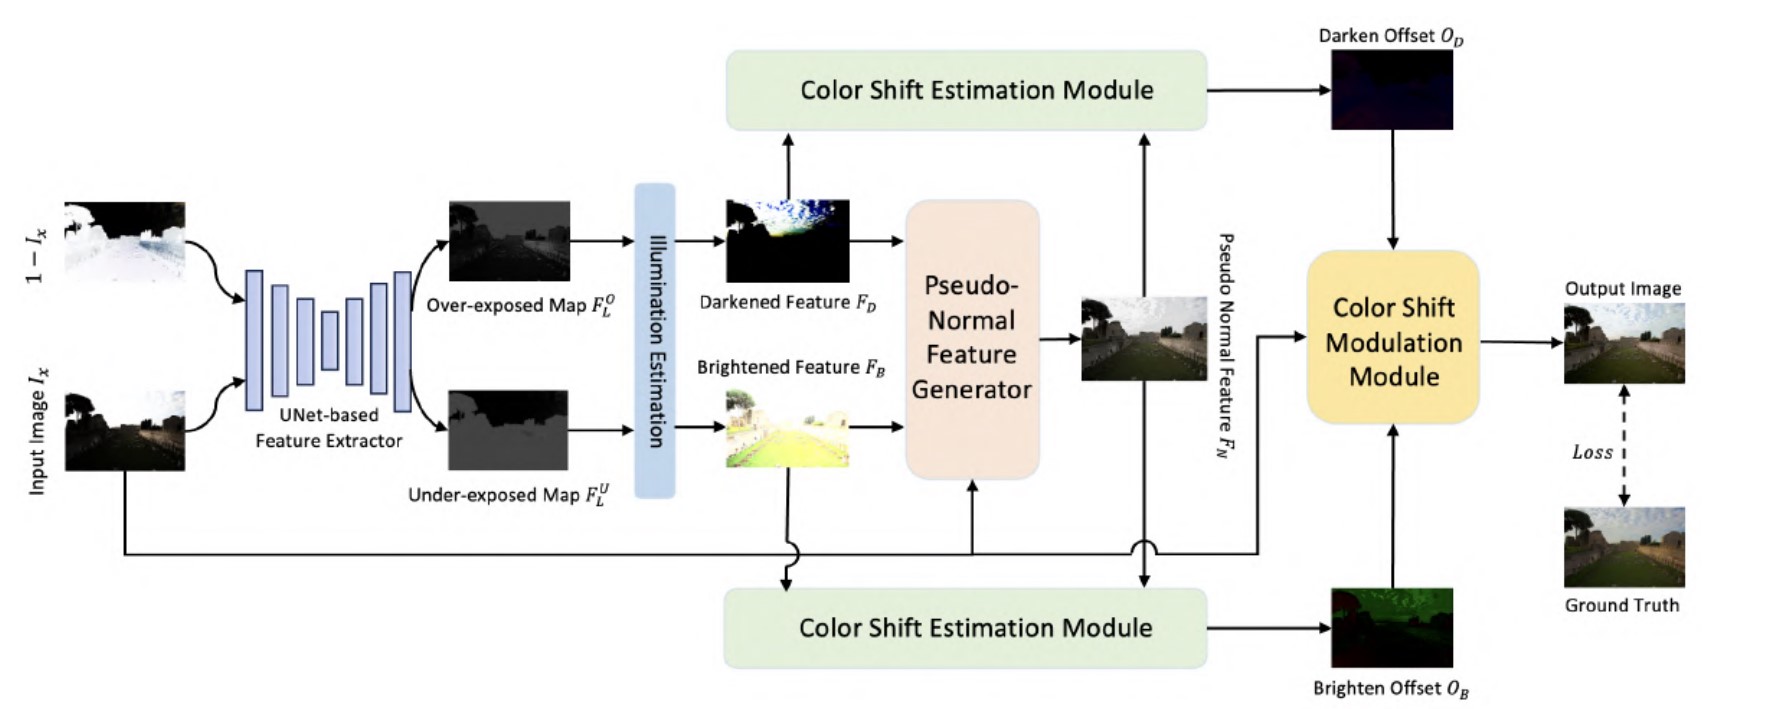 Darken Offset O_D
Color Shift Estimation Module
1 − I_x
Over-exposed Map F_L^O
Illumination Estimation
Darkened Feature F_D
Pseudo-
Normal
Feature
Generator
Pseudo Normal Feature F_N
Color Shift
Modulation
Module
Output Image
Input Image I_x
UNet-based
Feature Extractor
Brightened Feature F_B
Under-exposed Map F_L^U
Loss
Color Shift Estimation Module
Ground Truth
Brighten Offset O_B